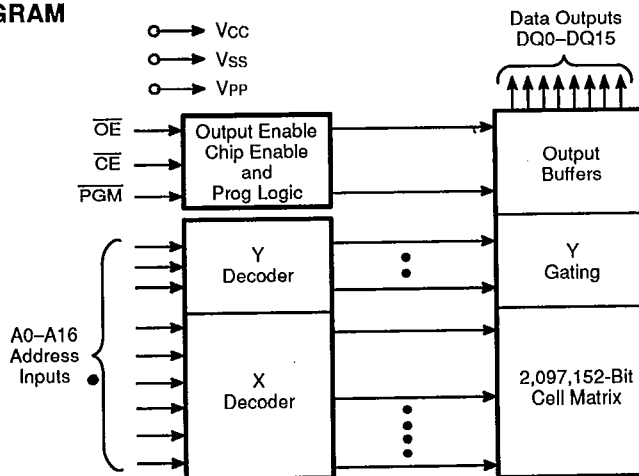 GRAM
VCC
VSS
VPP
Data Outputs
DQ0–DQ15
OE
CE
PGM
Output Enable
Chip Enable
and
Prog Logic
Output
Buffers
Y
Decoder
Y
Gating
A0–A16
Address
Inputs
X
Decoder
2,097,152-Bit
Cell Matrix